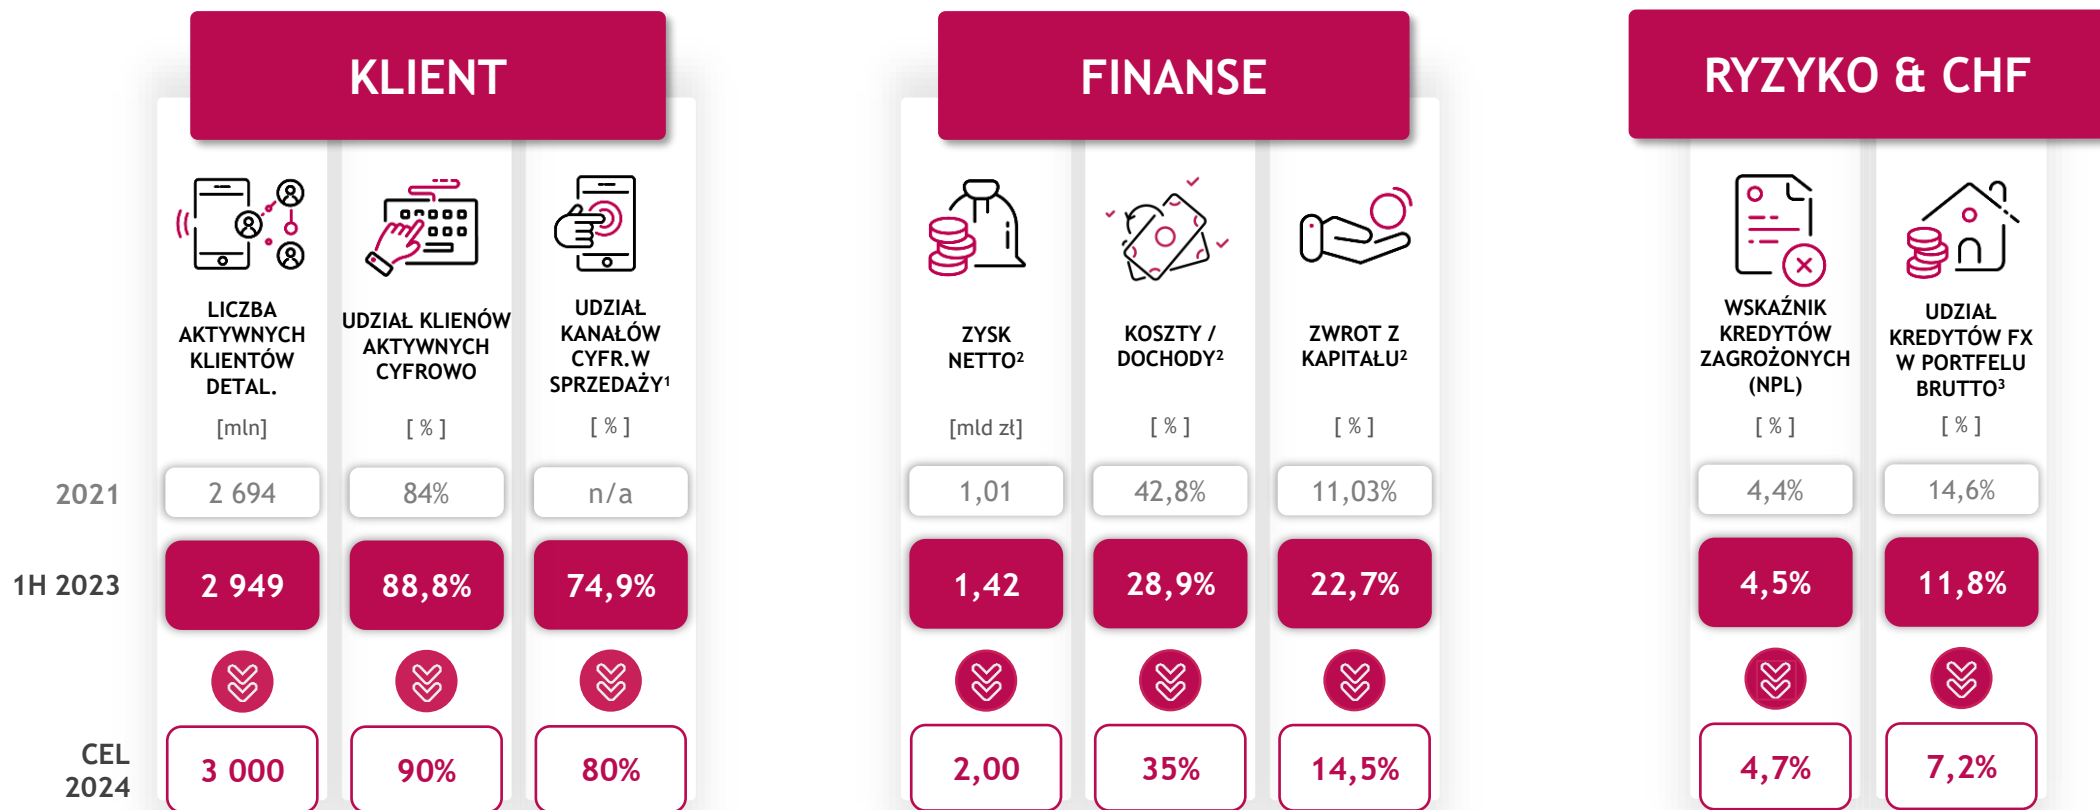 KLIENT
FINANSE
RYZYKO & CHF
LICZBA
AKTYWNYCH
KLIENTÓW
DETAL.
[mln]
UDZIAŁ KLIENÓW
AKTYWNYCH
CYFROWO
[ % ]
UDZIAŁ
KANAŁÓW
CYFR.W
SPRZEDAŻY¹
[ % ]
ZYSK
NETTO²
[mld zł]
KOSZTY /
DOCHODY²
[ % ]
ZWROT Z
KAPITAŁU²
[ % ]
WSKAŹNIK
KREDYTÓW
ZAGROŻONYCH
(NPL)
[ % ]
UDZIAŁ
KREDYTÓW FX
W PORTFELU
BRUTTO³
[ % ]
2021 2 694 84% n/a 1,01 42,8% 11,03% 4,4% 14,6%
1H 2023 2 949 88,8% 74,9% 1,42 28,9% 22,7% 4,5% 11,8%
CEL
2024 3 000 90% 80% 2,00 35% 14,5% 4,7% 7,2%